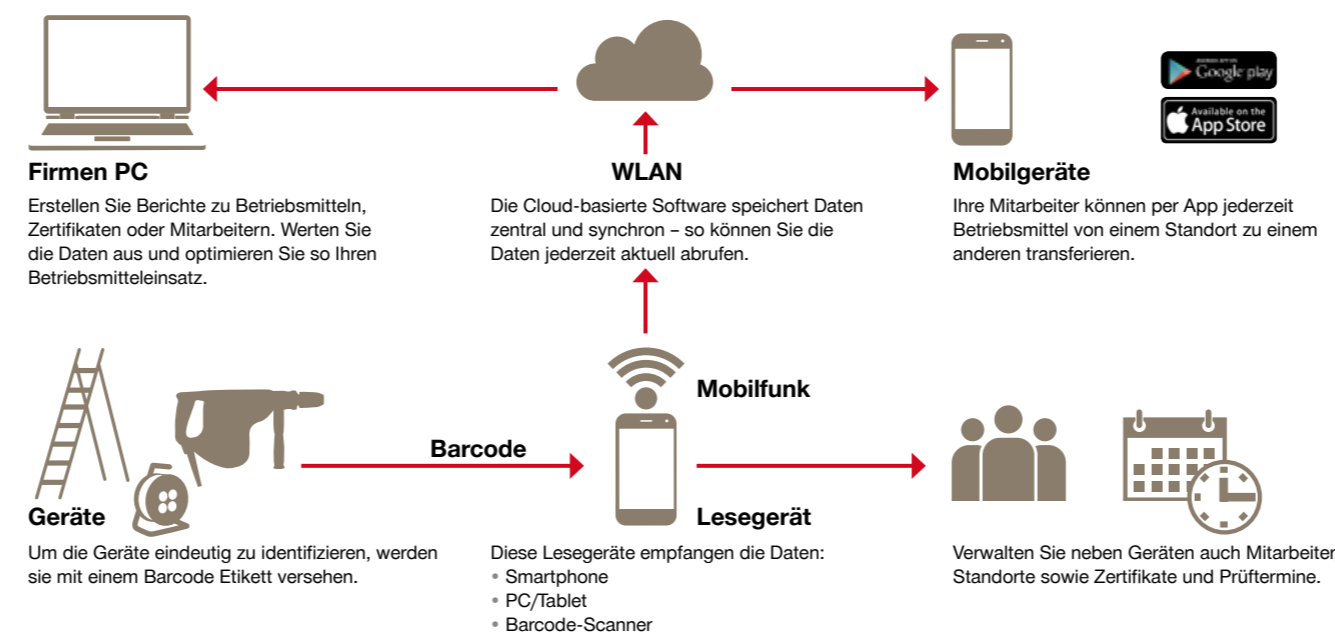 Google play
Available on the
App Store
Firmen PC
Erstellen Sie Berichte zu Betriebsmitteln,
Zertifikaten oder Mitarbeitern. Werten Sie
die Daten aus und optimieren Sie so Ihren
Betriebsmitteleinsatz.
WLAN
Die Cloud-basierte Software speichert Daten
zentral und synchron – so können Sie die
Daten jederzeit aktuell abrufen.
Mobilgeräte
Ihre Mitarbeiter können per App jederzeit
Betriebsmittel von einem Standort zu einem
anderen transferieren.
Mobilfunk
Barcode
Geräte
Um die Geräte eindeutig zu identifizieren, werden
sie mit einem Barcode Etikett versehen.
Lesegerät
Diese Lesegeräte empfangen die Daten:
• Smartphone
• PC/Tablet
• Barcode-Scanner
Verwalten Sie neben Geräten auch Mitarbeiter
Standorte sowie Zertifikate und Prüftermine.